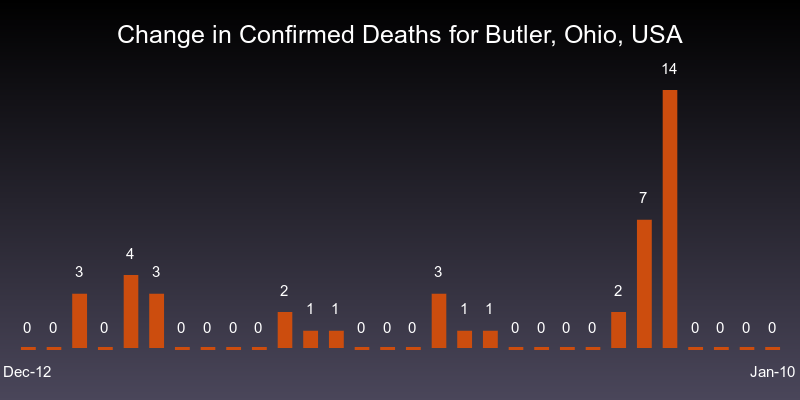 Change in Confirmed Deaths for Butler, Ohio, USA
0 0 3 0 4 3 0 0 0 0 2 1 1 0 0 0 3 1 1 0 0 0 0 2 7 14 0 0 0 0
Dec-12 Jan-10